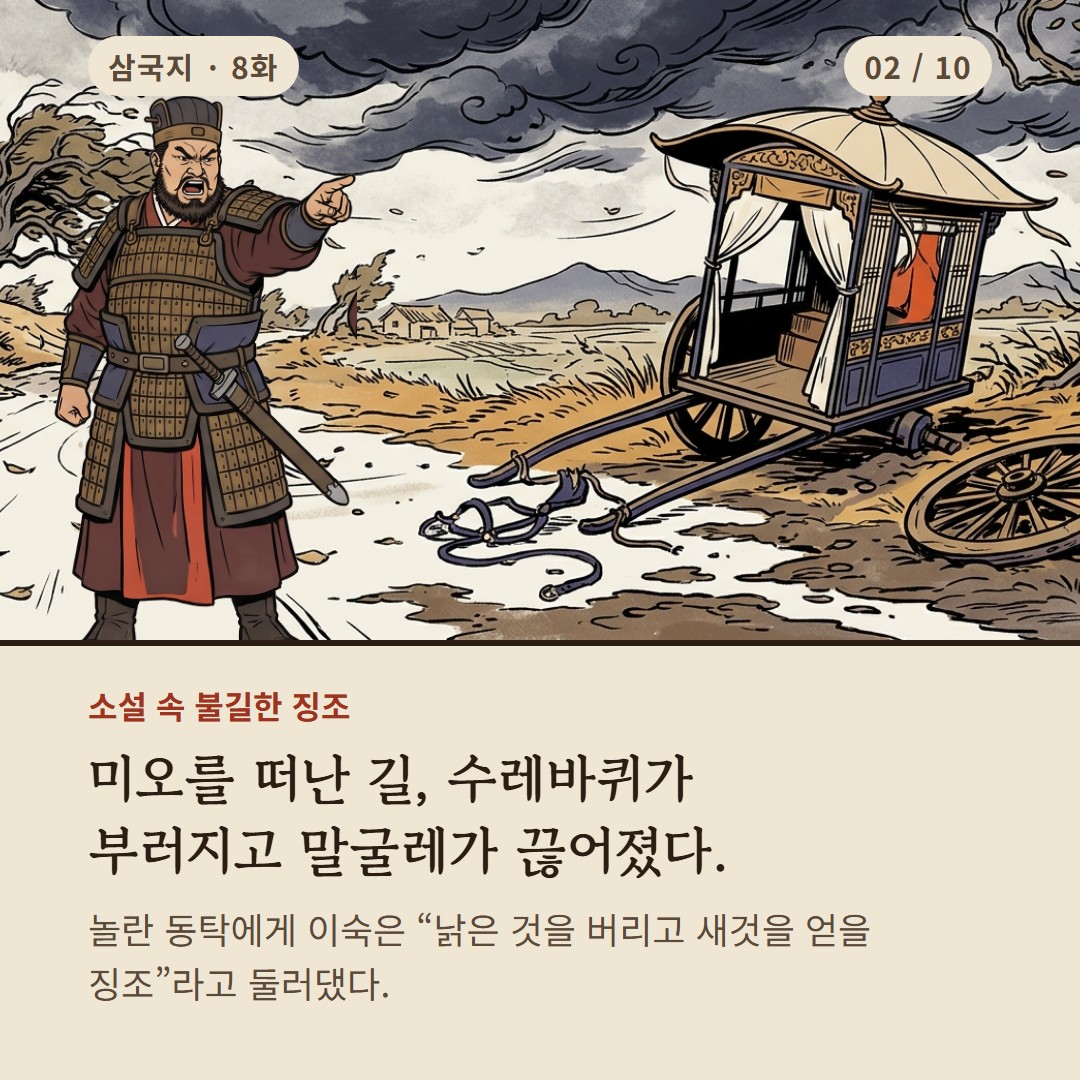 삼국지 · 8화
02 / 10
소설 속 불길한 징조
미오를 떠난 길, 수레바퀴가
부러지고 말굴레가 끊어졌다.
놀란 동탁에게 이숙은 “낡은 것을 버리고 새것을 얻을
징조”라고 둘러댔다.